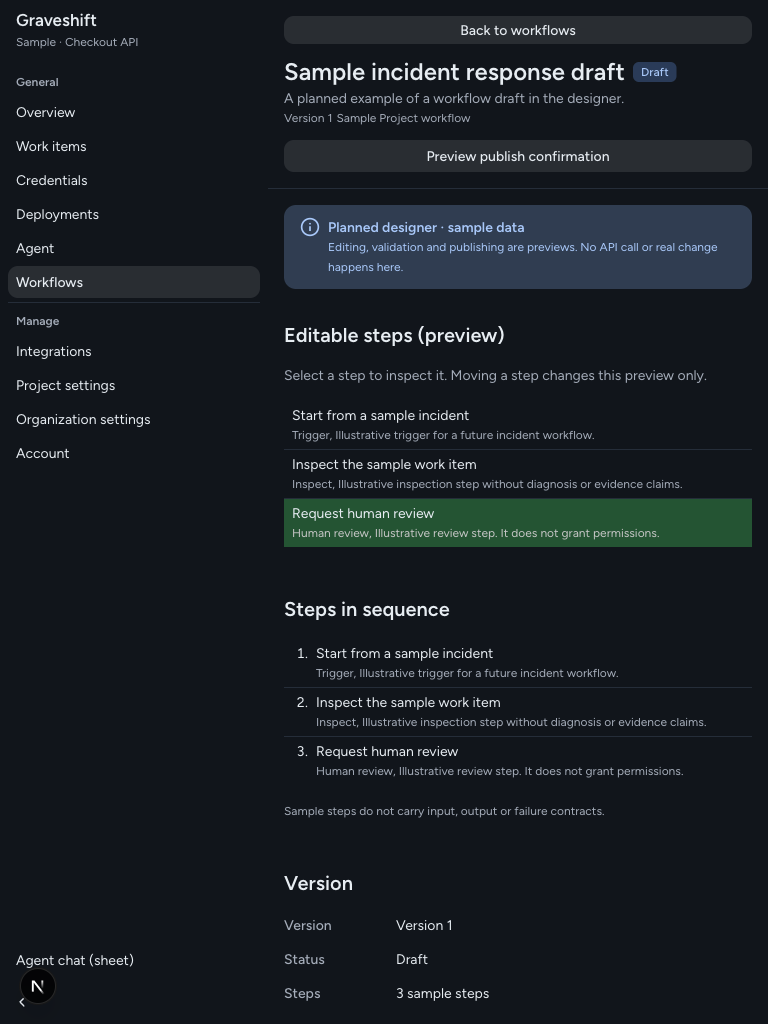 Graveshift
Sample · Checkout API
General
Overview
Work items
Credentials
Deployments
Agent
Workflows
Manage
Integrations
Project settings
Organization settings
Account
Agent chat (sheet)
N
Back to workflows
Sample incident response draft Draft
A planned example of a workflow draft in the designer.
Version 1 Sample Project workflow
Preview publish confirmation
Planned designer · sample data
Editing, validation and publishing are previews. No API call or real change
happens here.
Editable steps (preview)
Select a step to inspect it. Moving a step changes this preview only.
Start from a sample incident
Trigger, Illustrative trigger for a future incident workflow.
Inspect the sample work item
Inspect, Illustrative inspection step without diagnosis or evidence claims.
Request human review
Human review, Illustrative review step. It does not grant permissions.
Steps in sequence
1. Start from a sample incident
Trigger, Illustrative trigger for a future incident workflow.
2. Inspect the sample work item
Inspect, Illustrative inspection step without diagnosis or evidence claims.
3. Request human review
Human review, Illustrative review step. It does not grant permissions.
Sample steps do not carry input, output or failure contracts.
Version
Version Version 1
Status Draft
Steps 3 sample steps